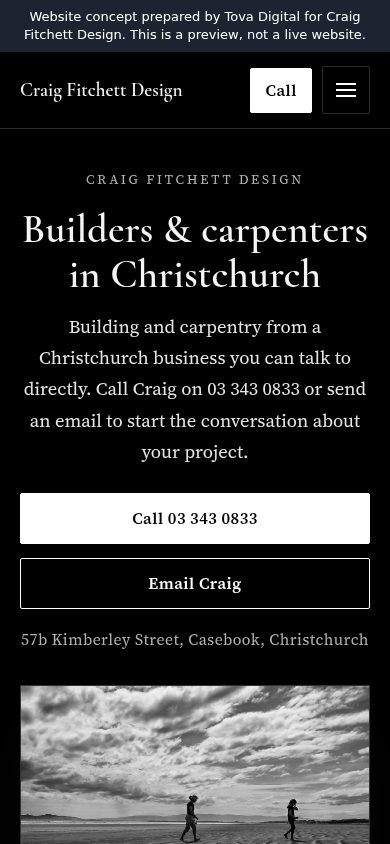 Website concept prepared by Tova Digital for Craig
Fitchett Design. This is a preview, not a live website.
Craig Fitchett Design
Call
CRAIG FITCHETT DESIGN
Builders & carpenters
in Christchurch
Building and carpentry from a
Christchurch business you can talk to
directly. Call Craig on 03 343 0833 or send
an email to start the conversation about
your project.
Call 03 343 0833
Email Craig
57b Kimberley Street, Casebook, Christchurch